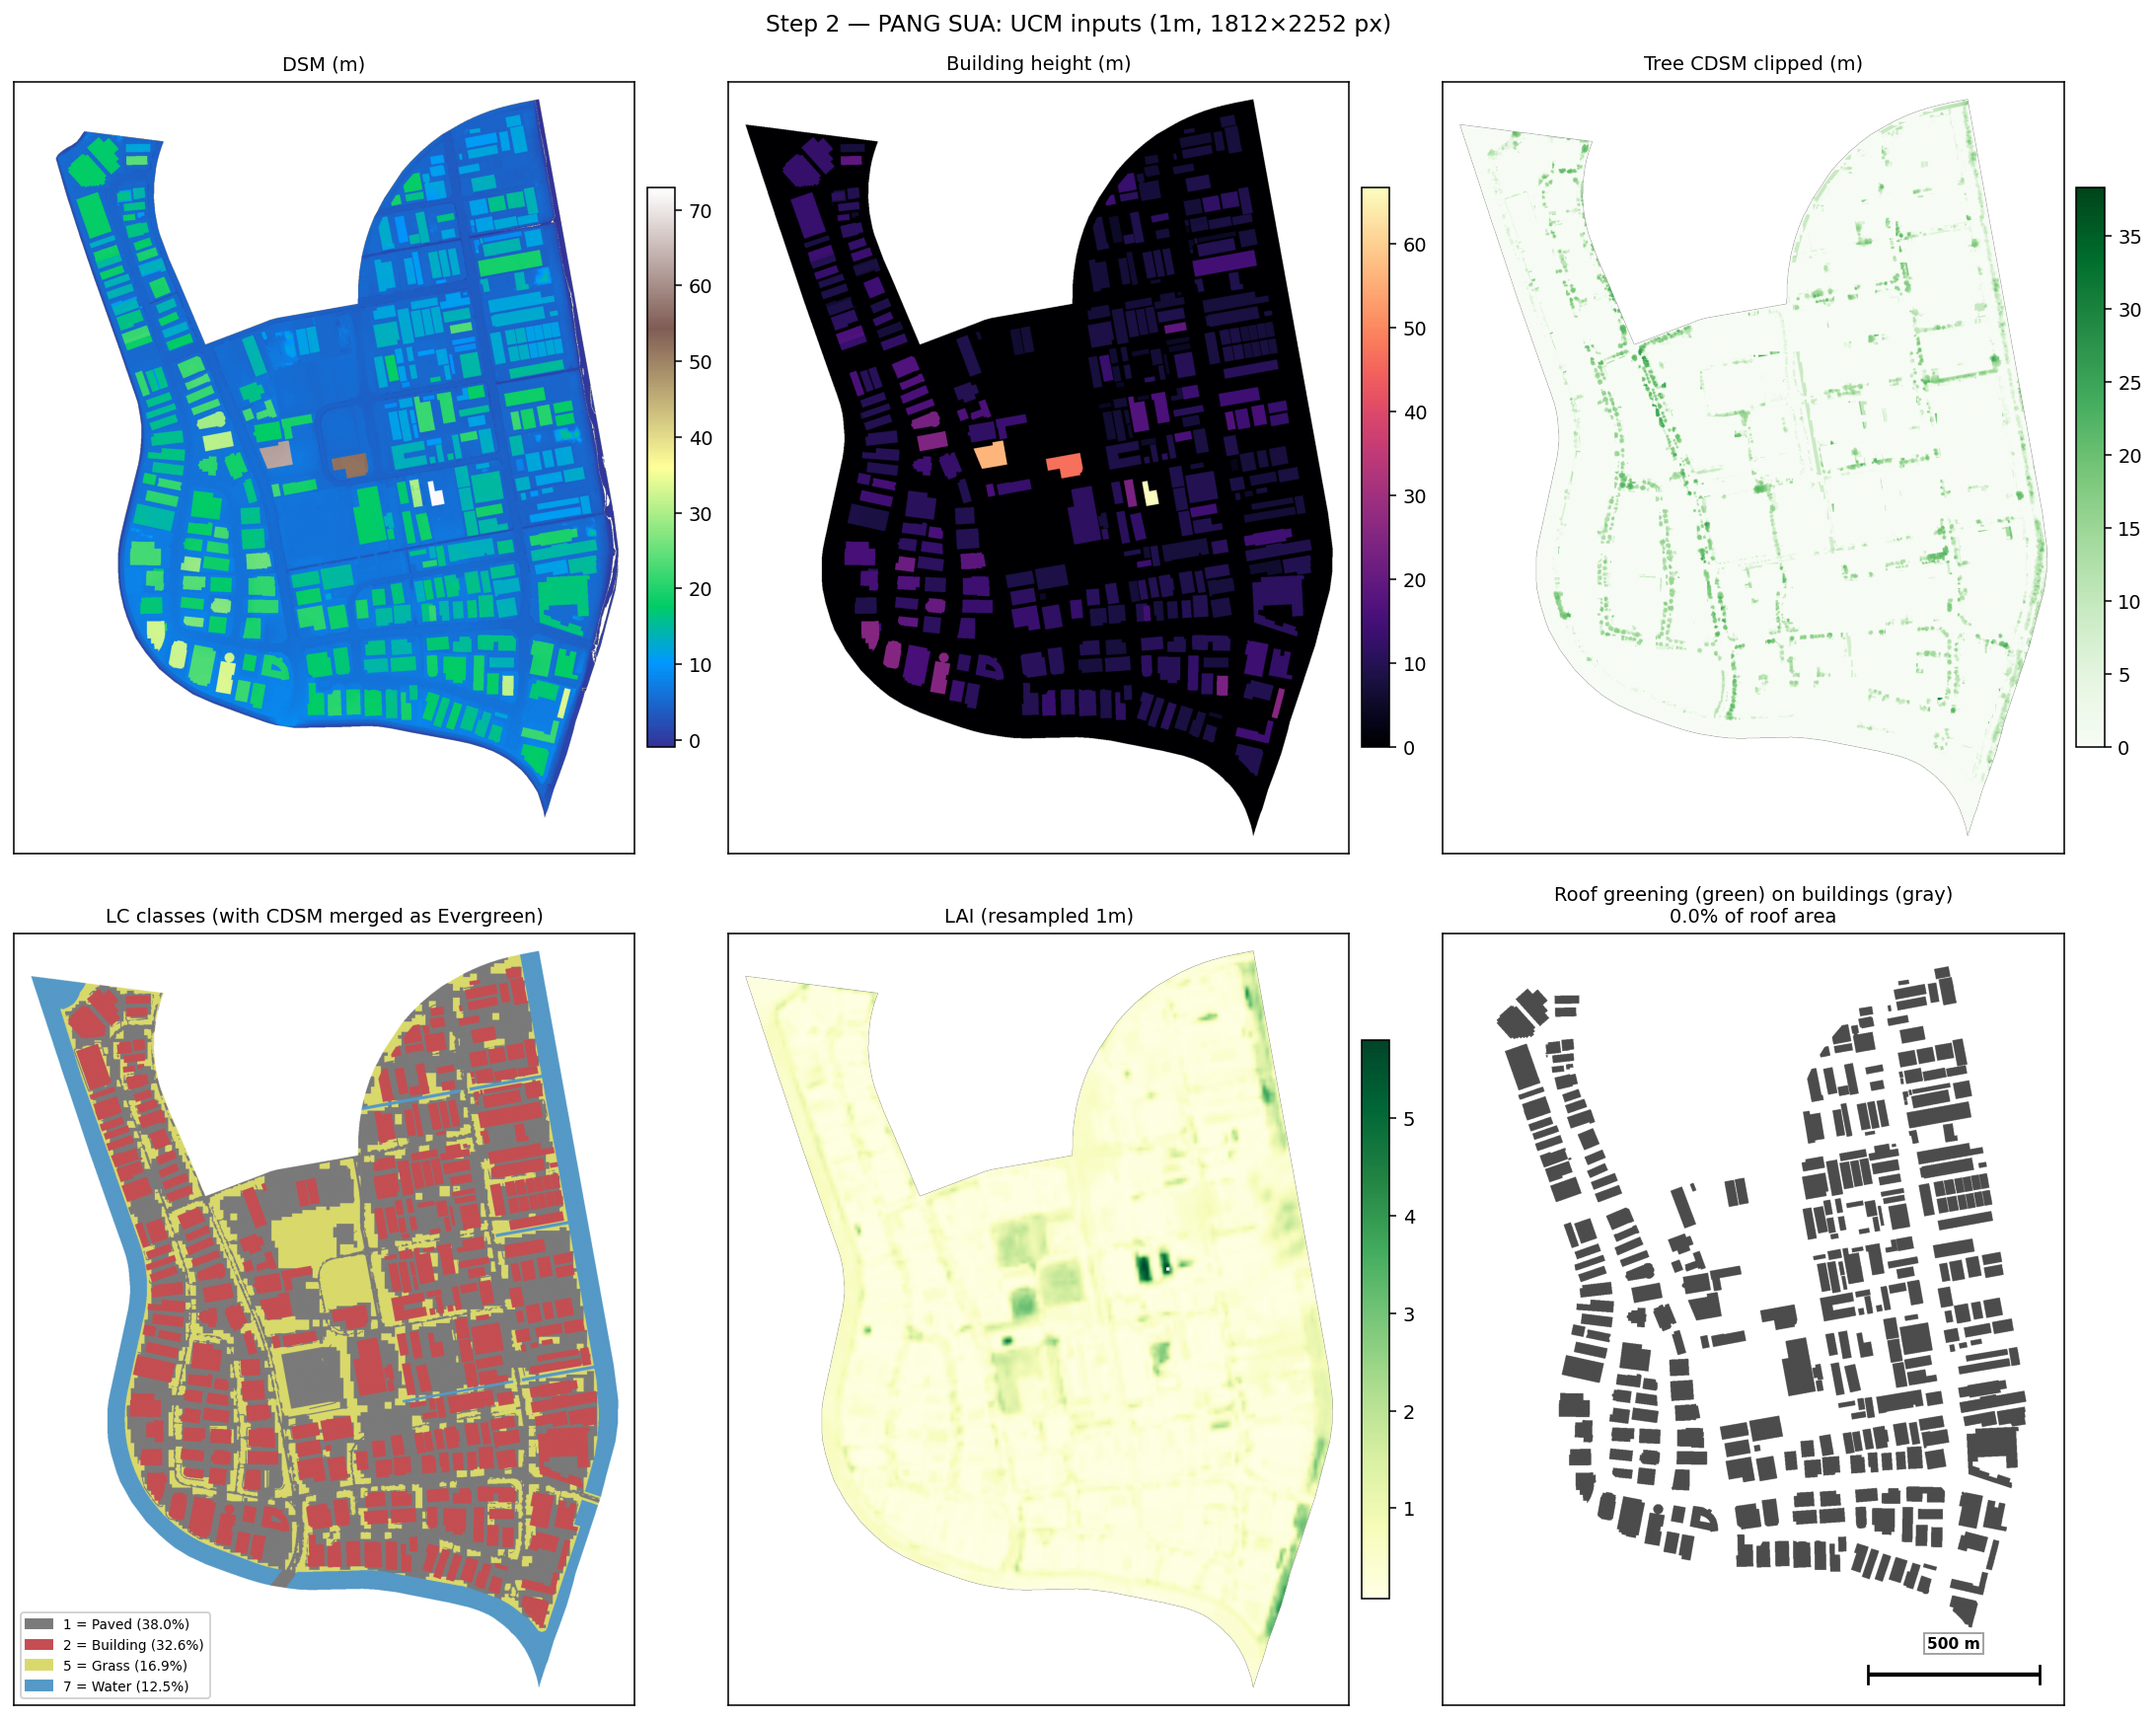 Step 2 — PANG SUA: UCM inputs (1m, 1812×2252 px)
DSM (m)
70
60
50
40
30
20
10
0
Building height (m)
60
50
40
30
20
10
0
Tree CDSM clipped (m)
35
30
25
20
15
10
5
0
LC classes (with CDSM merged as Evergreen)
1 = Paved (38.0%)
2 = Building (32.6%)
5 = Grass (16.9%)
7 = Water (12.5%)
LAI (resampled 1m)
5
4
3
2
1
Roof greening (green) on buildings (gray)
0.0% of roof area
500 m